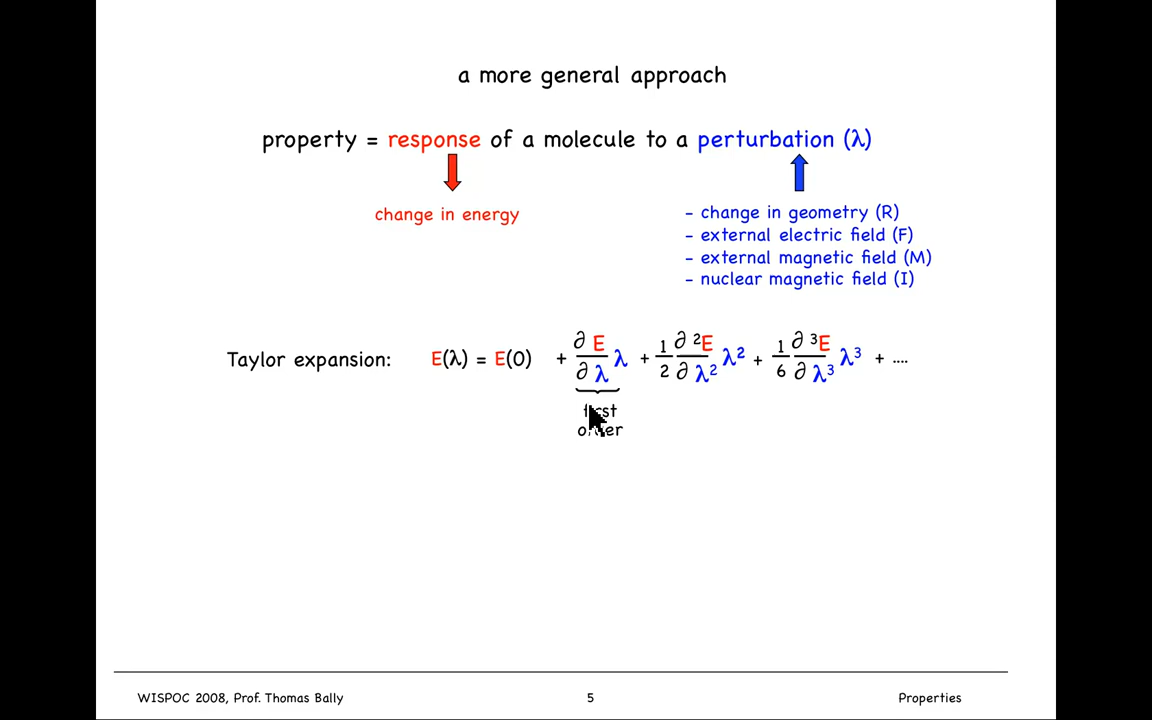 a more general approach
property = response of a molecule to a perturbation (λ)
change in energy
- change in geometry (R)
- external electric field (F)
- external magnetic field (M)
- nuclear magnetic field (I)
Taylor expansion: E(λ) = E(0) + ∂E/∂λ λ + 1/2 ∂²E/∂λ² λ² + 1/6 ∂³E/∂λ³ λ³ + ....
first
order
WISPOC 2008, Prof. Thomas Bally 5 Properties